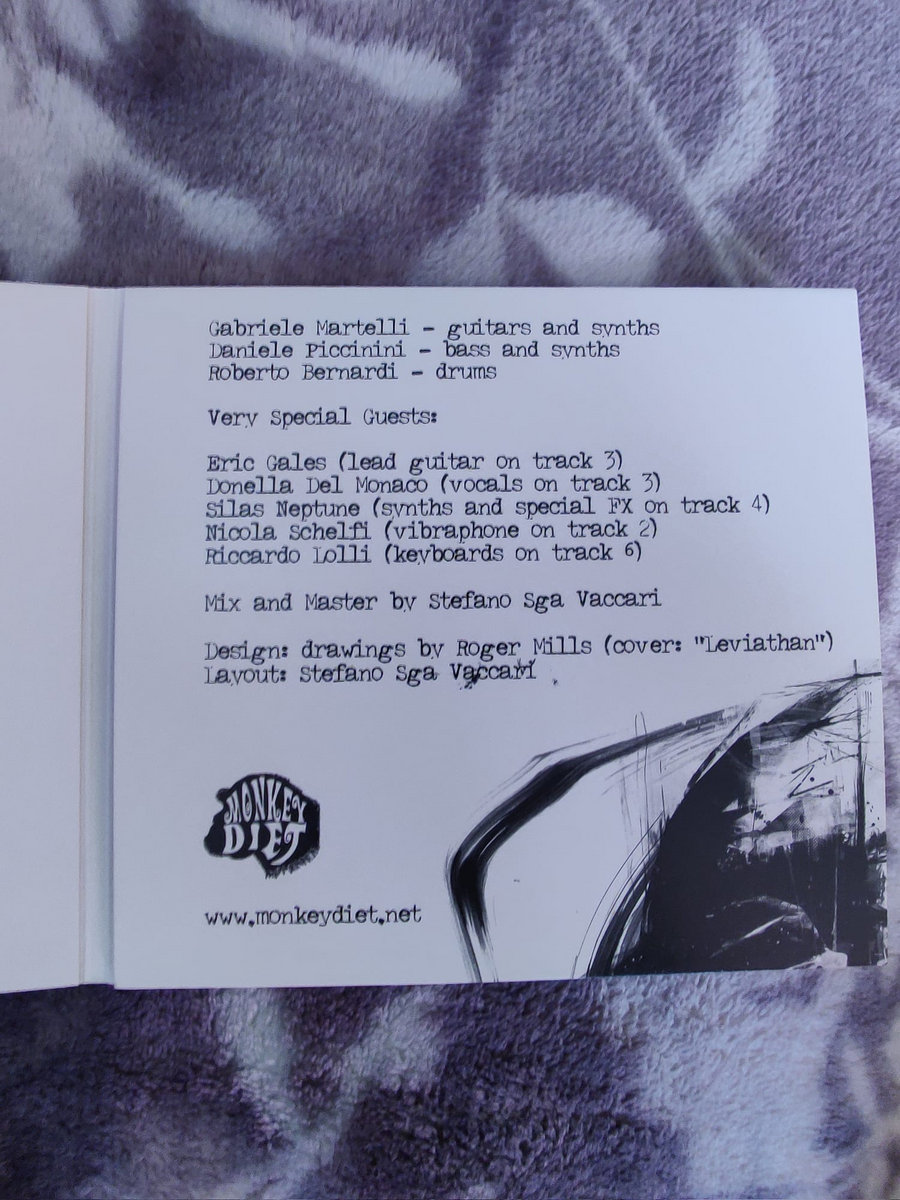 Gabriele Martelli - guitars and synths
Daniele Piccinini - bass and synths
Roberto Bernardi - drums
Very Special Guests:
Eric Gales (lead guitar on track 3)
Donella Del Monaco (vocals on track 3)
Silas Neptune (synths and special FX on track 4)
Nicola Schelfi (vibraphone on track 2)
Riccardo Lolli (keyboards on track 6)
Mix and Master by Stefano Sga Vaccari
Design: drawings by Roger Mills (cover: "Leviathan")
Layout: Stefano Sga Vaccari
MONKEY
DIET
www.monkeydiet.net